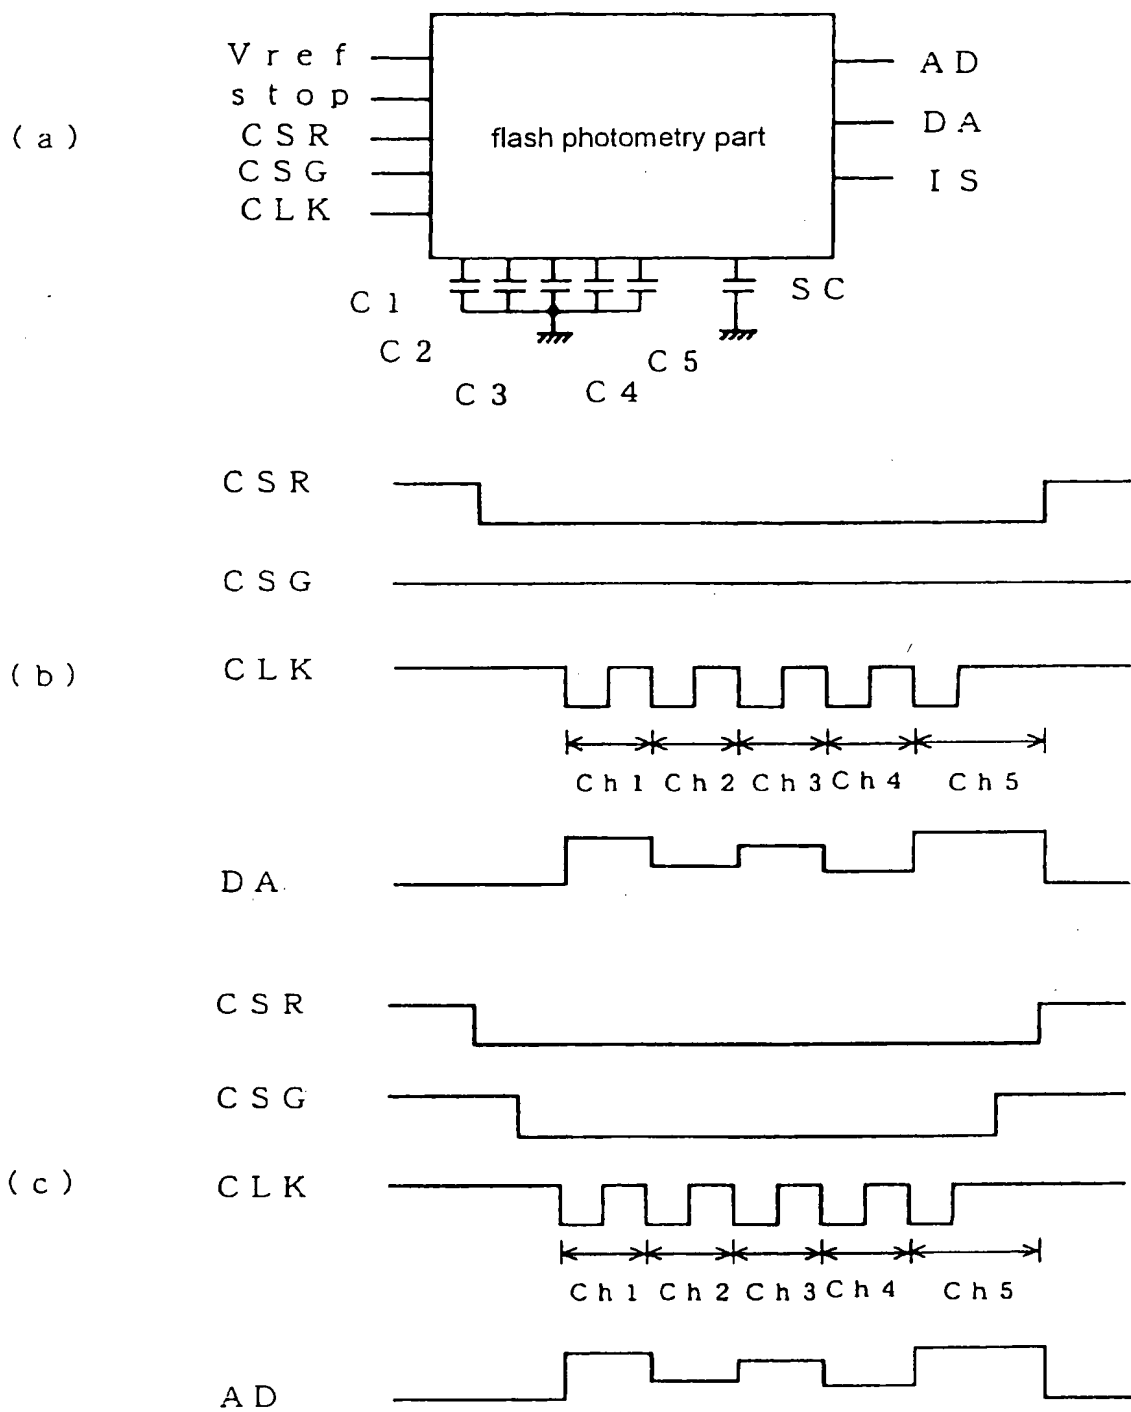 Vref
stop
CSR
CSG
CLK
(a)
flash photometry part
AD
DA
IS
C1
C2
C3
C4
C5
SC
CSR
CSG
(b)
CLK
Ch1 Ch2 Ch3 Ch4 Ch5
DA
CSR
CSG
(c)
CLK
Ch1 Ch2 Ch3 Ch4 Ch5
AD